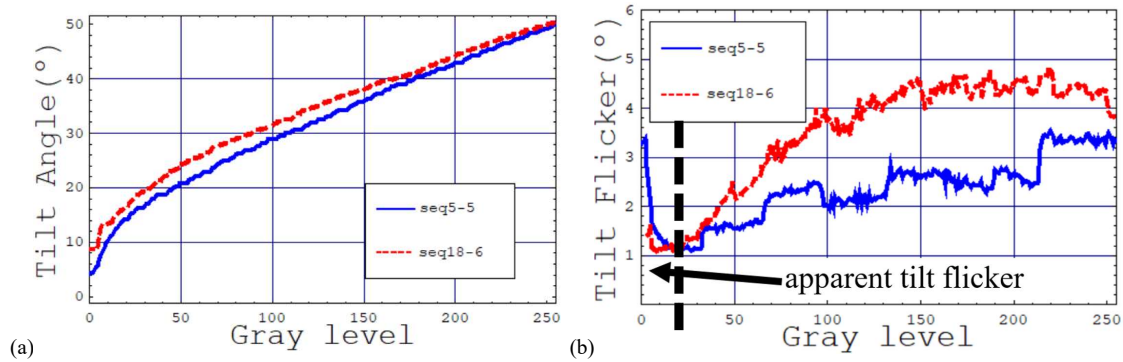 50
40
30
20
10
0
Tilt Angle(°)
seq5-5
seq18-6
0 50 100 150 200 250
Gray level
(a)
6
5
4
3
2
1
0
Tilt Flicker(°)
seq5-5
seq18-6
apparent tilt flicker
0 50 100 150 200 250
Gray level
(b)